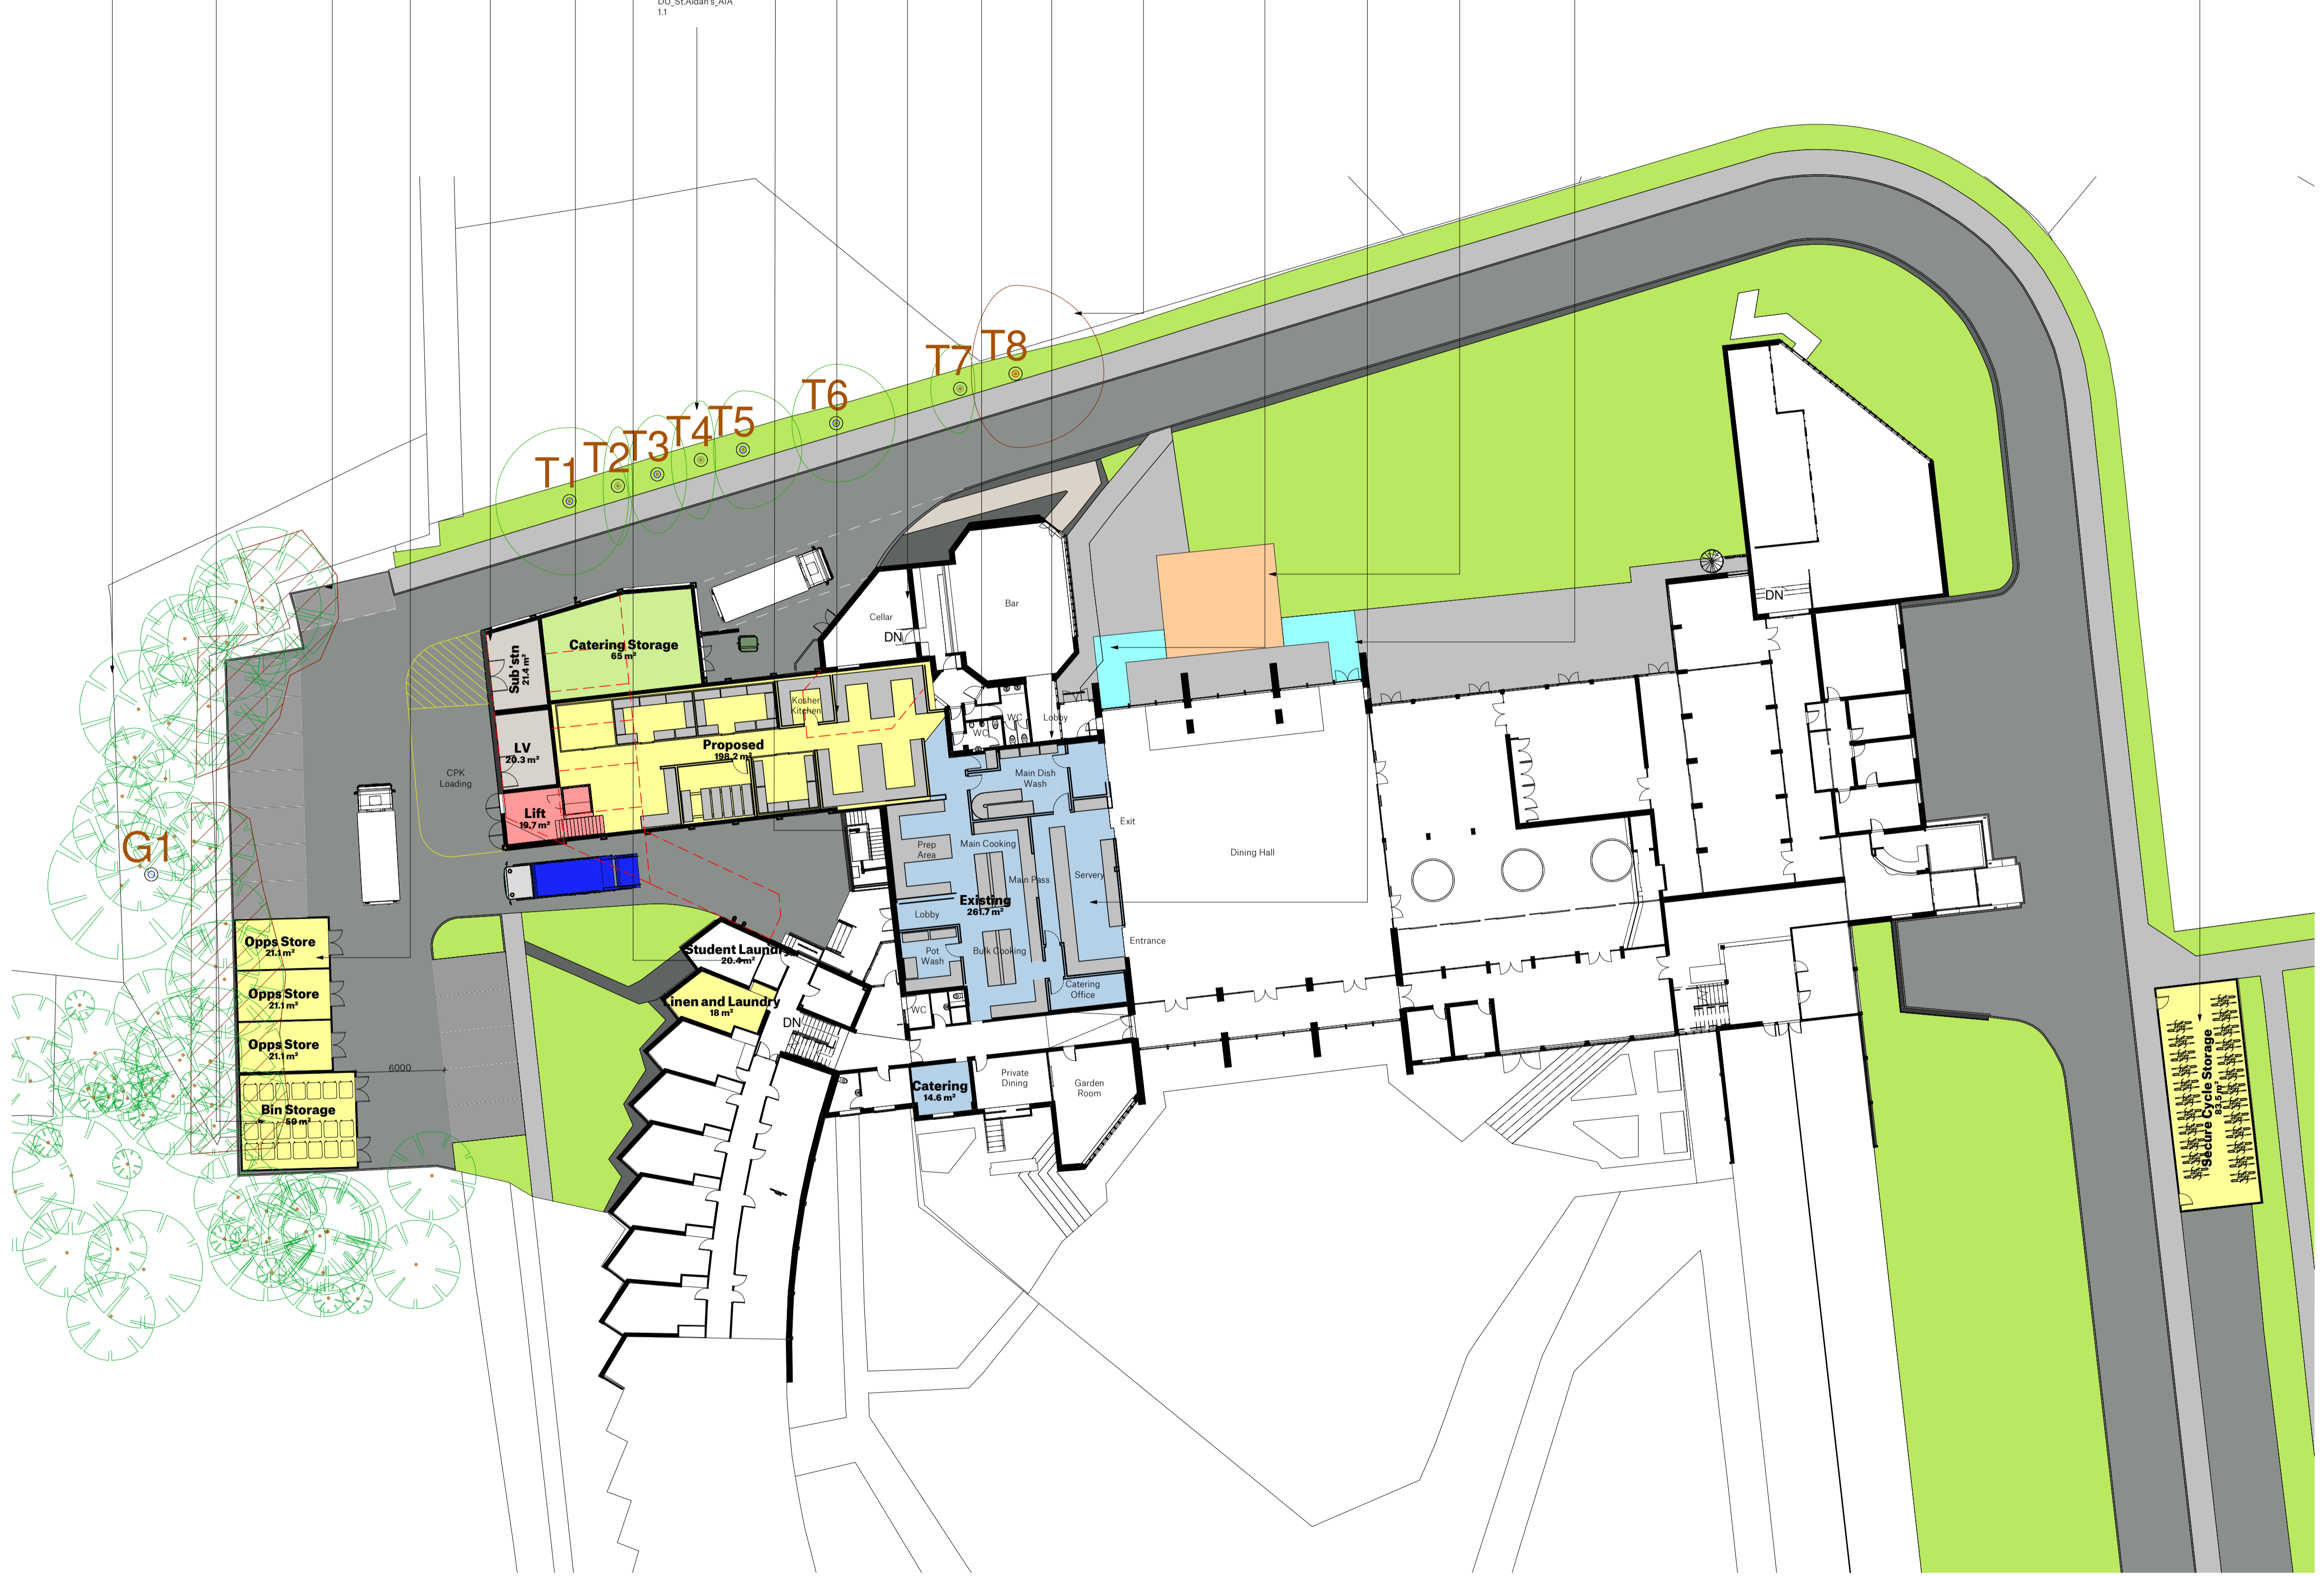 DU_St.Aidan's_AIA
1.1
T8
T7
T6
T5
T4
T3
T2
T1
G1
DN
Bar
Cellar
DN
Catering Storage
65 m²
Sub'stn
21.4 m²
Kosher
Kitchen
WC
WC
Lobby
Proposed
198.2 m²
LV
20.3 m²
CPK
Loading
Lift
19.7 m²
Main Dish
Wash
Exit
Prep
Area
Main Cooking
Dining Hall
Main Pass
Servery
Existing
261.7 m²
Lobby
Entrance
Pot
Wash
Bulk Cooking
Catering
Office
WC
Student Laundry
20.4 m²
Linen and Laundry
18 m²
DN
Opps Store
21.1 m²
Opps Store
21.1 m²
Opps Store
21.1 m²
6000
Bin Storage
59 m²
Catering
14.6 m²
Private
Dining
Garden
Room
Secure Cycle Storage
83.5 m²